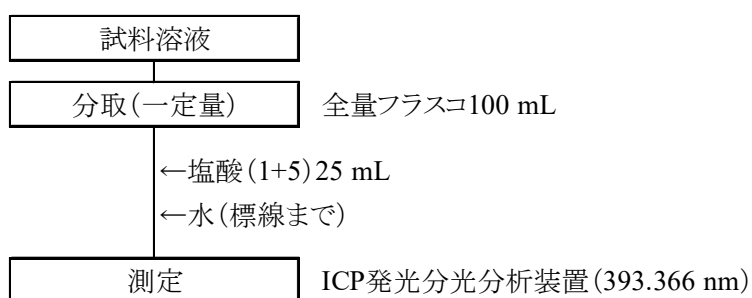 試料溶液
分取(一定量) 全量フラスコ100 mL
←塩酸(1+5)25 mL
←水(標線まで)
測定 ICP発光分光分析装置(393.366 nm)